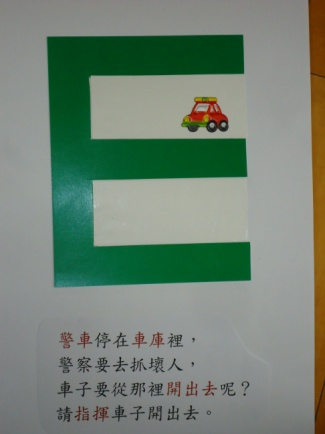 警車停在車庫裡，
警察要去抓壞人，
車子要從那裡開出去呢？
請指揮車子開出去。